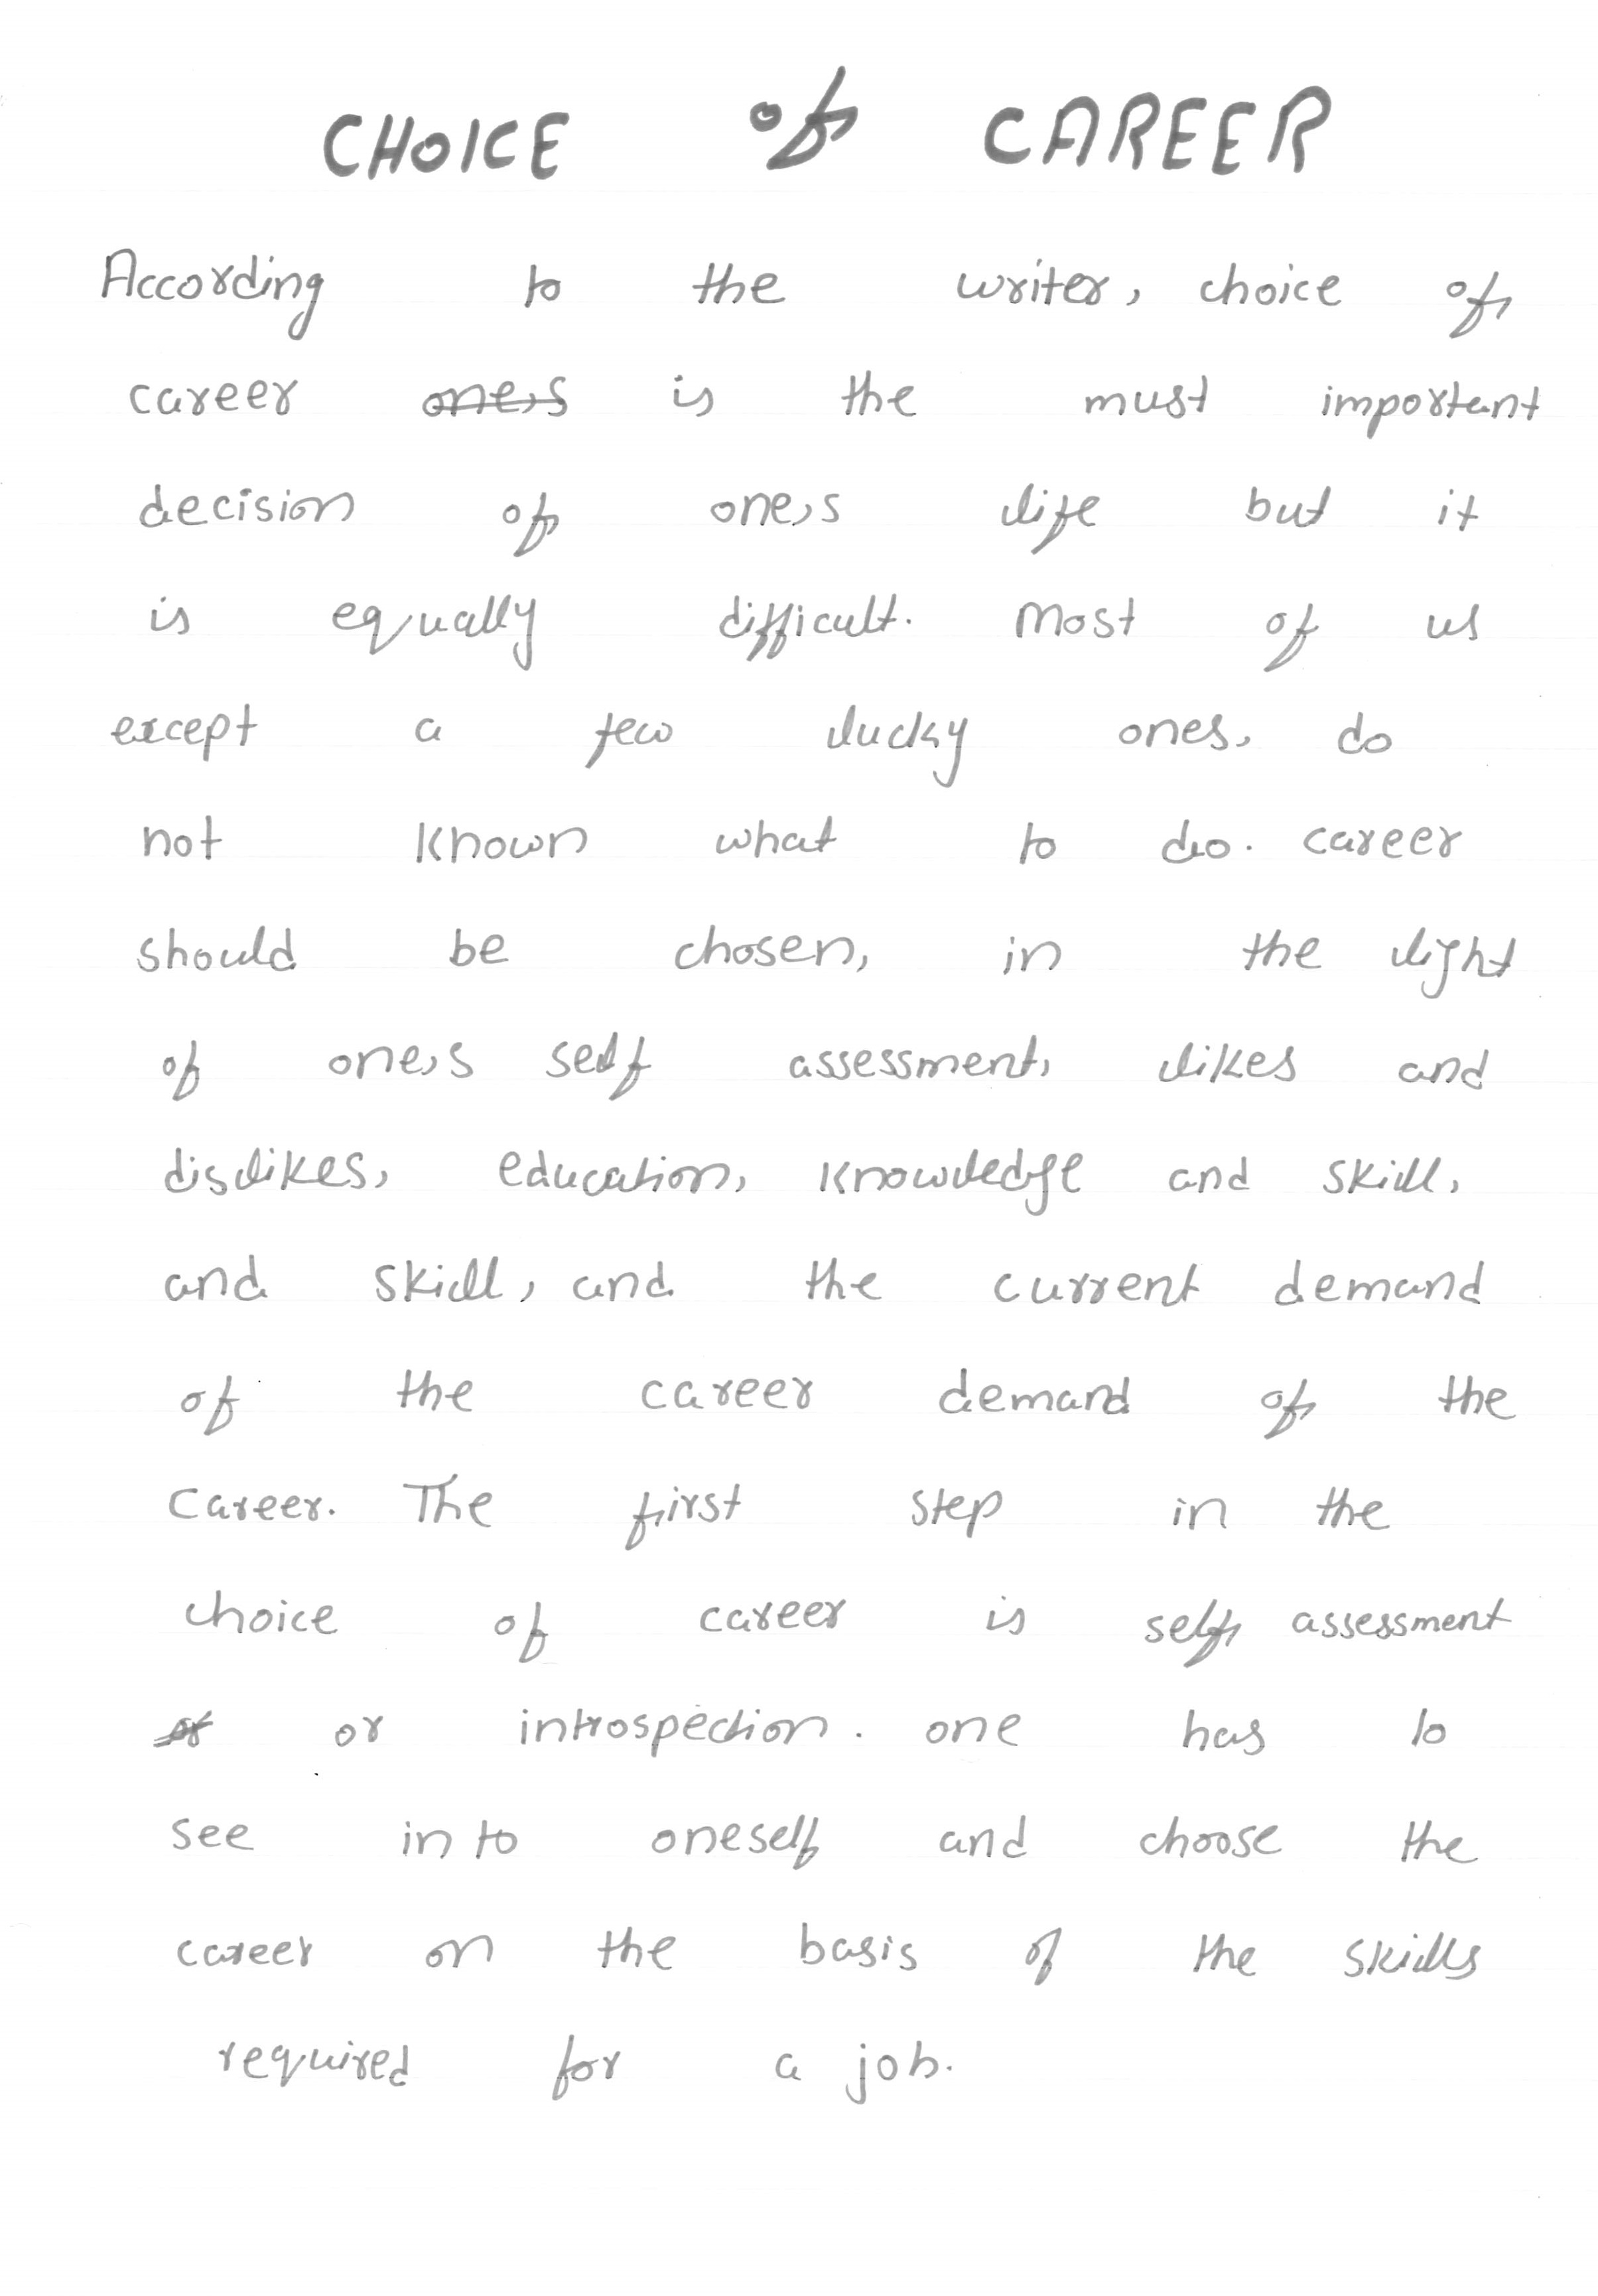 CHOICE of CAREER
According to the writer, choice of
career one,s is the must important
decision of one,s life but it
is equally difficult. Most of us
except a few lucky ones, do
not known what to do. career
should be chosen, in the light
of one,s self assessment, likes and
dislikes, education, knowledge and skill,
and skill, and the current demand
of the career demand of the
career. The first step in the
choice of career is self assessment
or introspection. one has to
see in to oneself and choose the
career on the basis of the skills
required for a job.